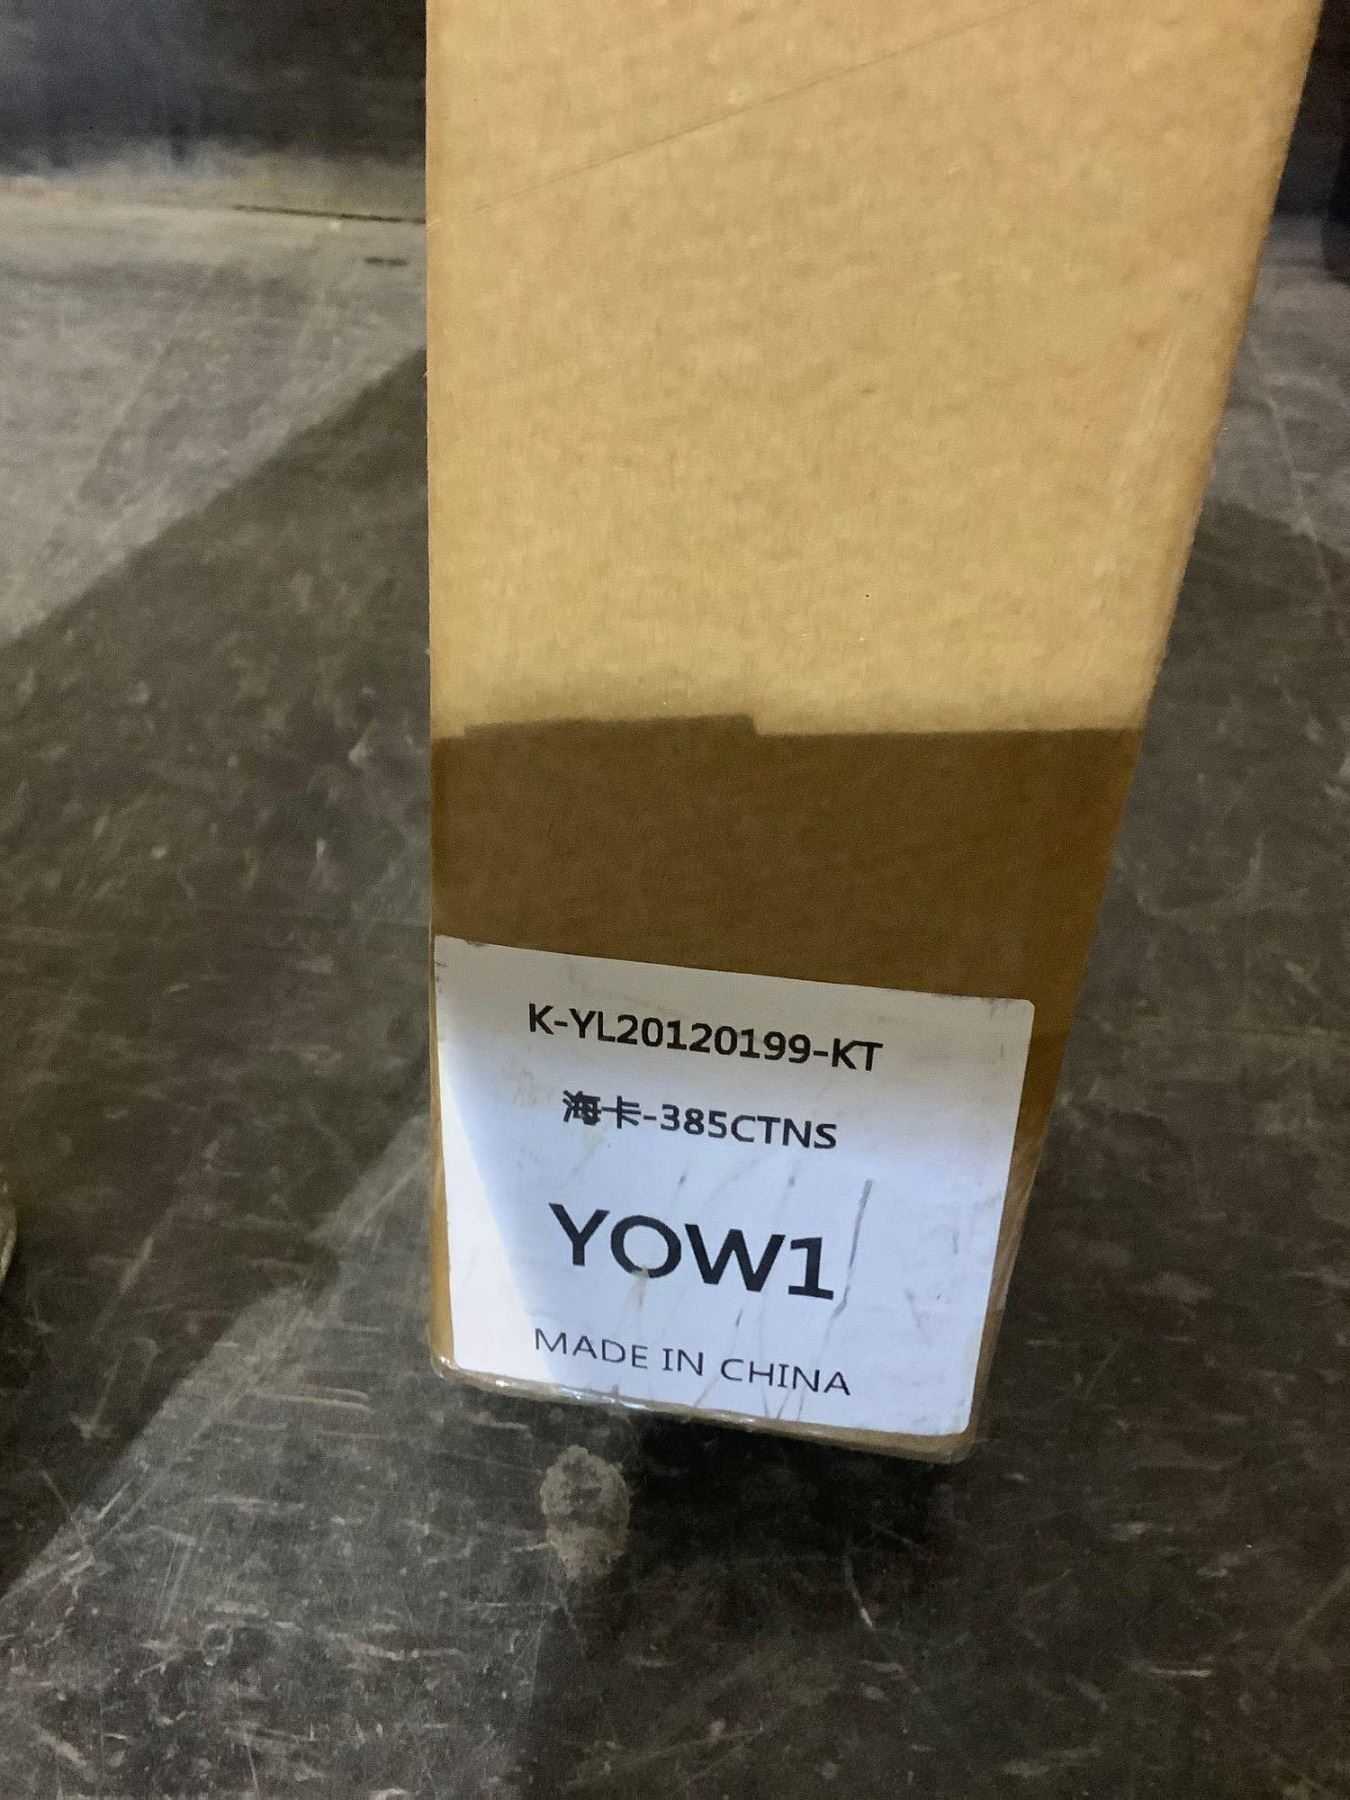 K-YL20120199-KT
海卡-385CTNS
YOW1
MADE IN CHINA